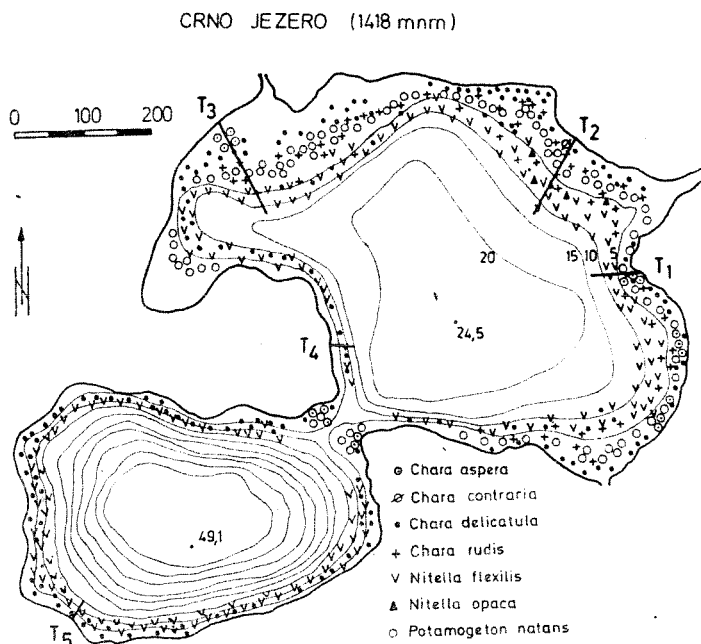 CRNO JEZERO (1418 mnm)
0 100 200
T3
T2
N
20
15 10 5
T1
24,5
T4
⊙ Chara aspera
Chara contraria
• Chara delicatula
+ Chara rudis
49,1
v Nitella flexilis
▲ Nitella opaca
T5
○ Potamogeton natans